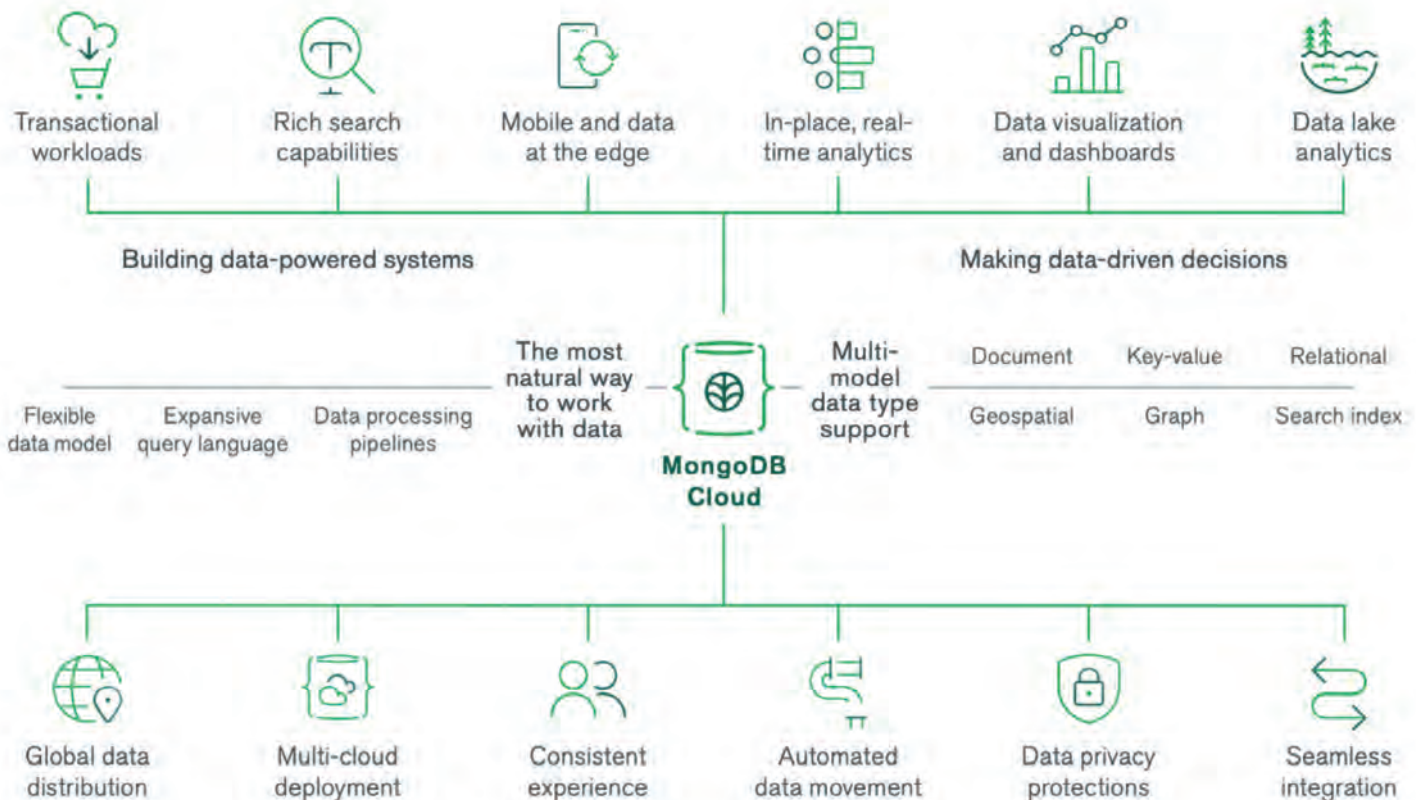 Transactional
workloads
Rich search
capabilities
Mobile and data
at the edge
In-place, real-
time analytics
Data visualization
and dashboards
Data lake
analytics
Building data-powered systems
Making data-driven decisions
The most
natural way
to work
with data
Flexible
data model
Expansive
query language
Data processing
pipelines
MongoDB
Cloud
Multi-
model
data type
support
Document
Key-value
Relational
Geospatial
Graph
Search index
Global data
distribution
Multi-cloud
deployment
Consistent
experience
Automated
data movement
Data privacy
protections
Seamless
integration